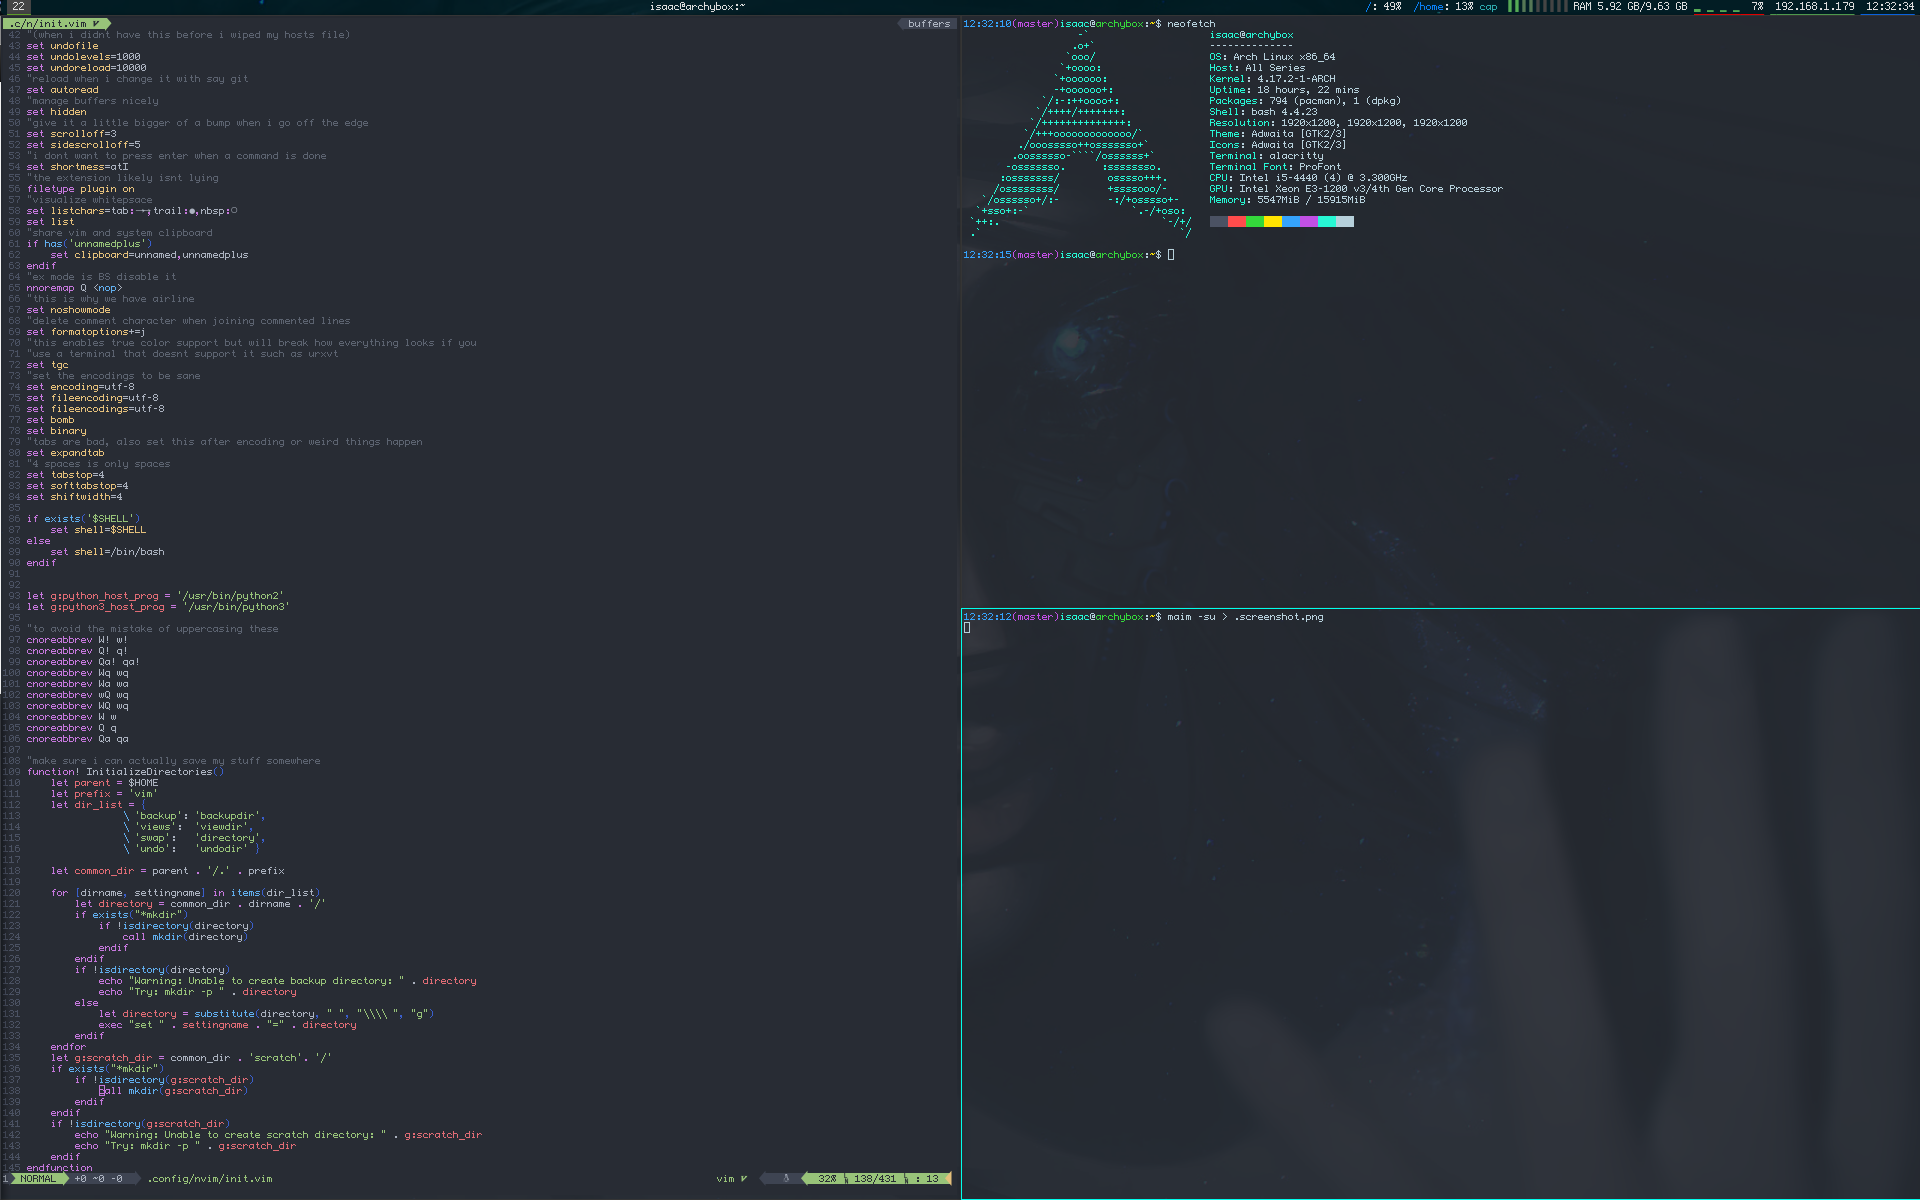 22
isaac@archybox:~
/: 49% /home: 13% cap RAM 5.92 GB/9.63 GB 7% 192.168.1.179 12:32:34
.c/n/init.vim
buffers
42 "(when i didnt have this before i wiped my hosts file)
43 set undofile
44 set undolevels=1000
45 set undoreload=10000
46 "reload when i change it with say git
47 set autoread
48 "manage buffers nicely
49 set hidden
50 "give it a little bigger of a bump when i go off the edge
51 set scrolloff=3
52 set sidescrolloff=5
53 "i dont want to press enter when a command is done
54 set shortmess=atI
55 "the extension likely isnt lying
56 filetype plugin on
57 "visualize whitepsace
58 set listchars=tab:→→,trail:●,nbsp:○
59 set list
60 "share vim and system clipboard
61 if has('unnamedplus')
62     set clipboard=unnamed,unnamedplus
63 endif
64 "ex mode is BS disable it
65 nnoremap Q <nop>
66 "this is why we have airline
67 set noshowmode
68 "delete comment character when joining commented lines
69 set formatoptions+=j
70 "this enables true color support but will break how everything looks if you
71 "use a terminal that doesnt support it such as urxvt
72 set tgc
73 "set the encodings to be sane
74 set encoding=utf-8
75 set fileencoding=utf-8
76 set fileencodings=utf-8
77 set bomb
78 set binary
79 "tabs are bad, also set this after encoding or weird things happen
80 set expandtab
81 "4 spaces is only spaces
82 set tabstop=4
83 set softtabstop=4
84 set shiftwidth=4
85
86 if exists('$SHELL')
87     set shell=$SHELL
88 else
89     set shell=/bin/bash
90 endif
91
92
93 let g:python_host_prog = '/usr/bin/python2'
94 let g:python3_host_prog = '/usr/bin/python3'
95
96 "to avoid the mistake of uppercasing these
97 cnoreabbrev W! w!
98 cnoreabbrev Q! q!
99 cnoreabbrev Qa! qa!
100 cnoreabbrev Wq wq
101 cnoreabbrev Wa wa
102 cnoreabbrev wQ wq
103 cnoreabbrev WQ wq
104 cnoreabbrev W w
105 cnoreabbrev Q q
106 cnoreabbrev Qa qa
107
108 "make sure i can actually save my stuff somewhere
109 function! InitializeDirectories()
110     let parent = $HOME
111     let prefix = 'vim'
112     let dir_list = {
113                 \ 'backup': 'backupdir',
114                 \ 'views':  'viewdir',
115                 \ 'swap':   'directory',
116                 \ 'undo':   'undodir' }
117
118     let common_dir = parent . '/.' . prefix
119
120     for [dirname, settingname] in items(dir_list)
121         let directory = common_dir . dirname . '/'
122         if exists("*mkdir")
123             if !isdirectory(directory)
124                 call mkdir(directory)
125             endif
126         endif
127         if !isdirectory(directory)
128             echo "Warning: Unable to create backup directory: " . directory
129             echo "Try: mkdir -p " . directory
130         else
131             let directory = substitute(directory, " ", "\\\\ ", "g")
132             exec "set " . settingname . "=" . directory
133         endif
134     endfor
135     let g:scratch_dir = common_dir . 'scratch'. '/'
136     if exists("*mkdir")
137         if !isdirectory(g:scratch_dir)
138             call mkdir(g:scratch_dir)
139         endif
140     endif
141     if !isdirectory(g:scratch_dir)
142         echo "Warning: Unable to create scratch directory: " . g:scratch_dir
143         echo "Try: mkdir -p " . g:scratch_dir
144     endif
145 endfunction
1 NORMAL +0 ~0 -0 .config/nvim/init.vim vim 32% 138/431 : 13
12:32:10(master)isaac@archybox:~$ neofetch
isaac@archybox
--------------
OS: Arch Linux x86_64
Host: All Series
Kernel: 4.17.2-1-ARCH
Uptime: 18 hours, 22 mins
Packages: 794 (pacman), 1 (dpkg)
Shell: bash 4.4.23
Resolution: 1920x1200, 1920x1200, 1920x1200
Theme: Adwaita [GTK2/3]
Icons: Adwaita [GTK2/3]
Terminal: alacritty
Terminal Font: ProFont
CPU: Intel i5-4440 (4) @ 3.300GHz
GPU: Intel Xeon E3-1200 v3/4th Gen Core Processor
Memory: 5547MiB / 15915MiB
12:32:15(master)isaac@archybox:~$
12:32:12(master)isaac@archybox:~$ maim -su > .screenshot.png